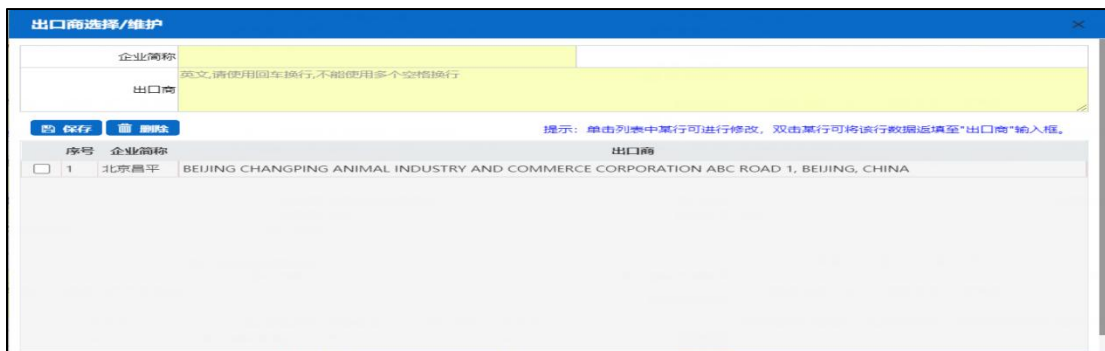 出口商选择/维护
企业简称
英文,请使用回车换行,不能使用多个空格换行
出口商
保存 删除 提示：单击列表中某行可进行修改，双击某行可将该行数据返填至"出口商"输入框。
序号 企业简称 出口商
1 北京昌平 BEIJING CHANGPING ANIMAL INDUSTRY AND COMMERCE CORPORATION ABC ROAD 1, BEIJING, CHINA